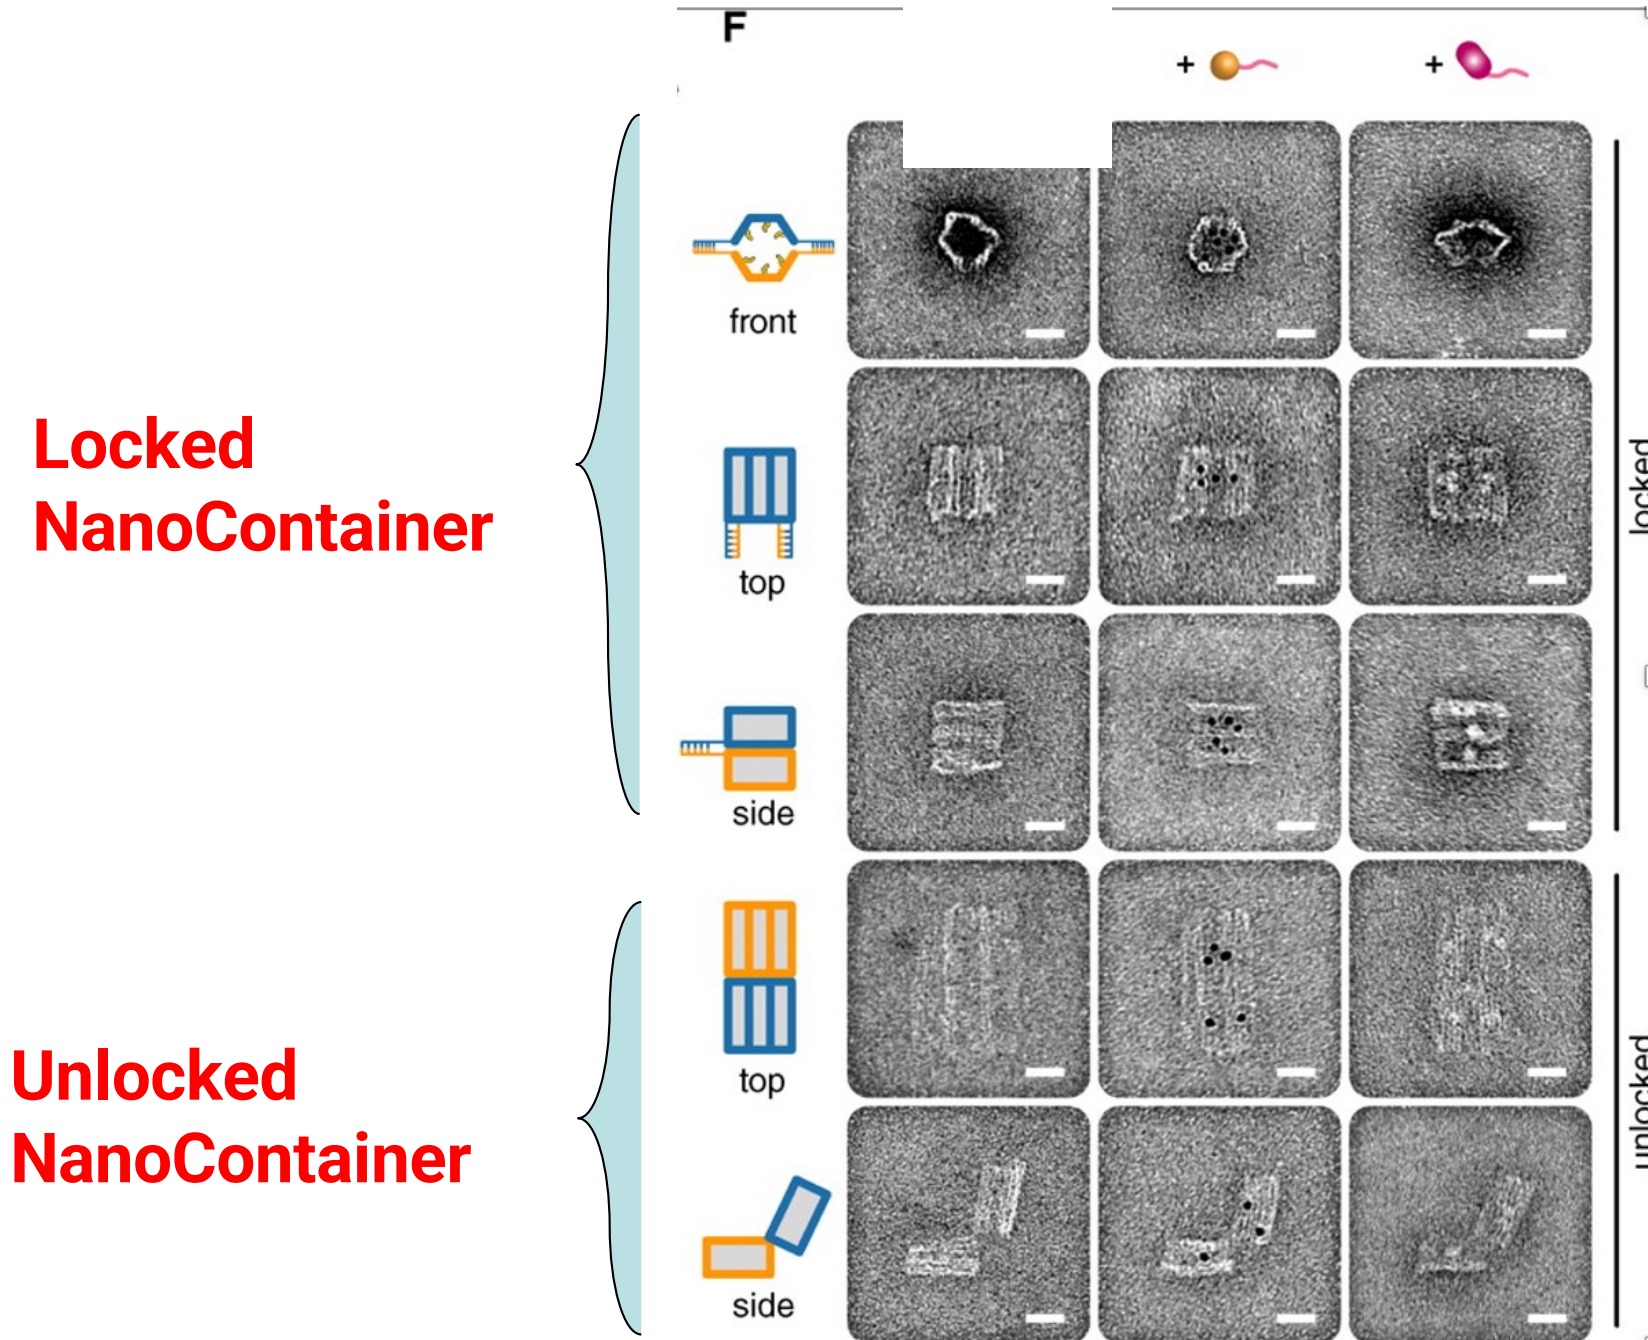 F
+
+
Locked
NanoContainer
front
top
side
locked
Unlocked
NanoContainer
top
side
unlocked